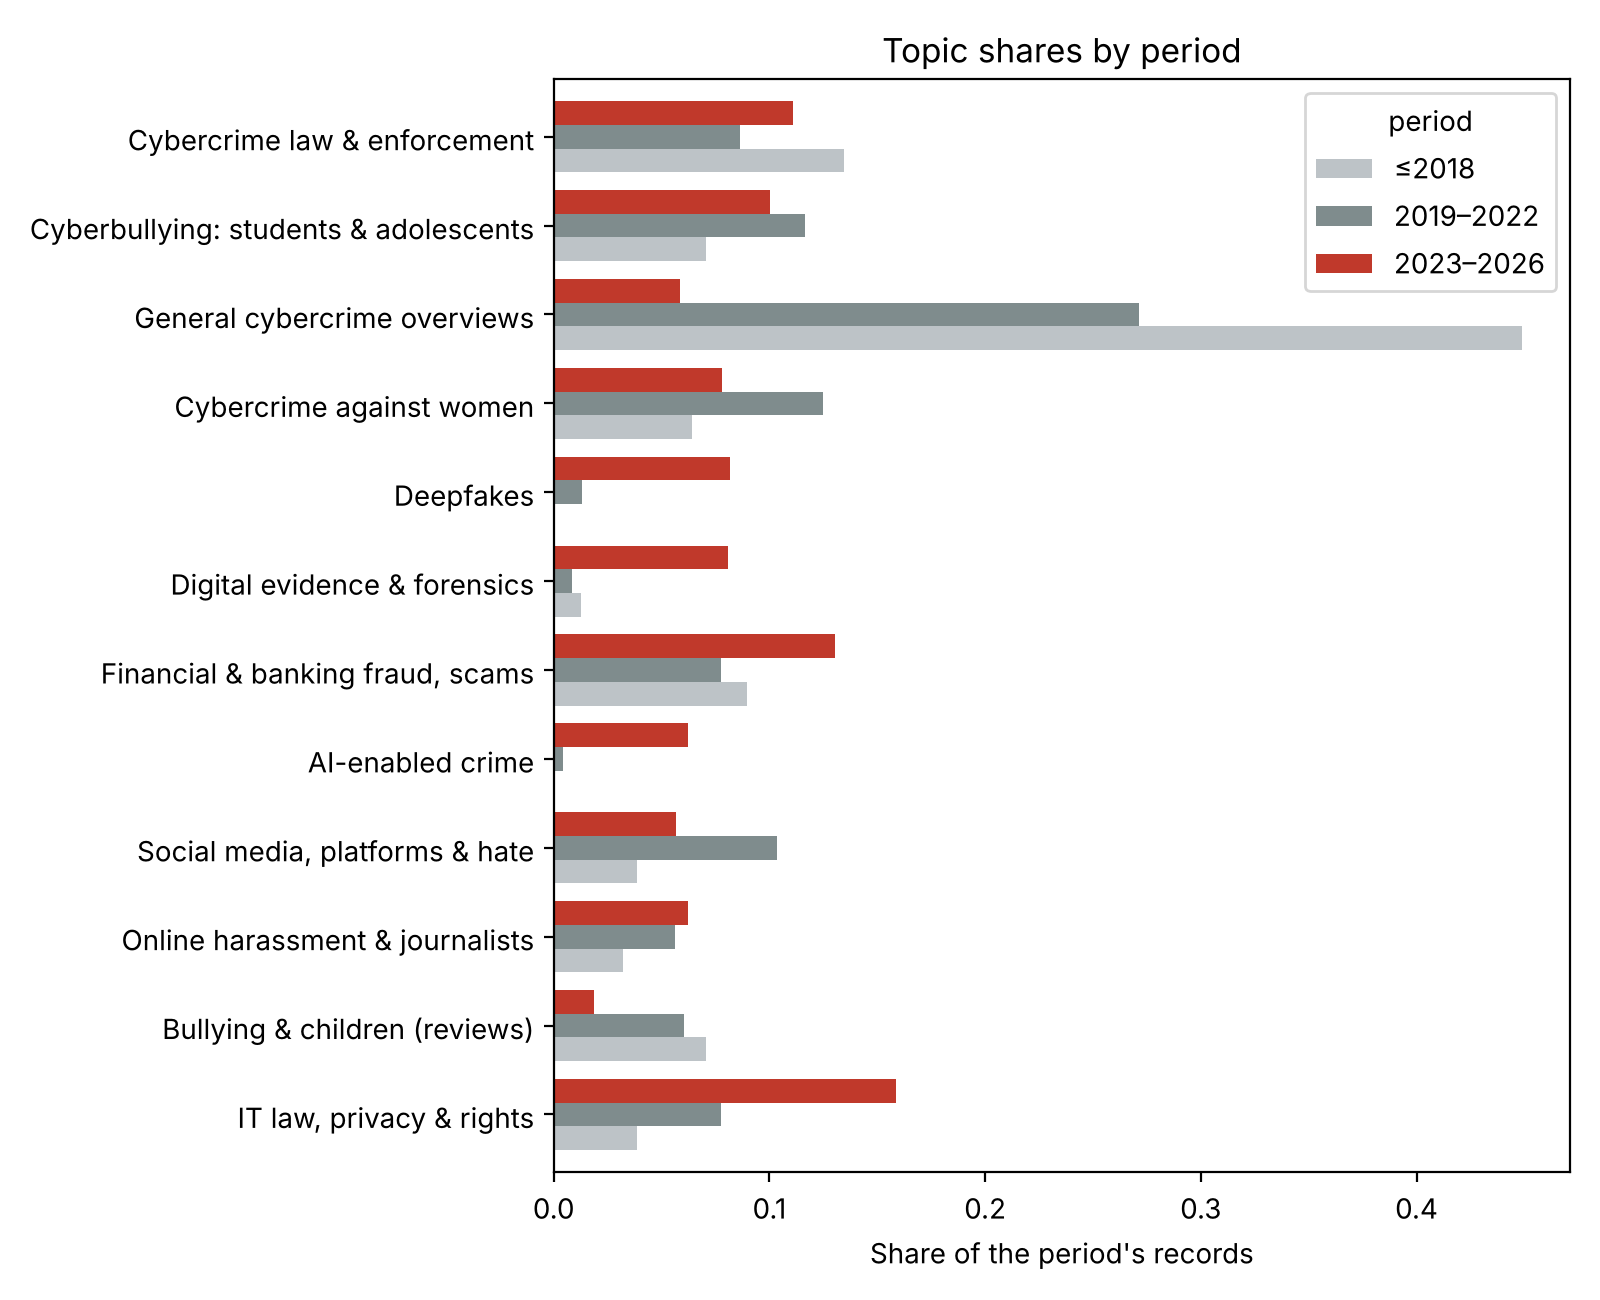 Topic shares by period
period
≤2018
2019–2022
2023–2026
Cybercrime law & enforcement
Cyberbullying: students & adolescents
General cybercrime overviews
Cybercrime against women
Deepfakes
Digital evidence & forensics
Financial & banking fraud, scams
AI-enabled crime
Social media, platforms & hate
Online harassment & journalists
Bullying & children (reviews)
IT law, privacy & rights
0.0 0.1 0.2 0.3 0.4
Share of the period's records